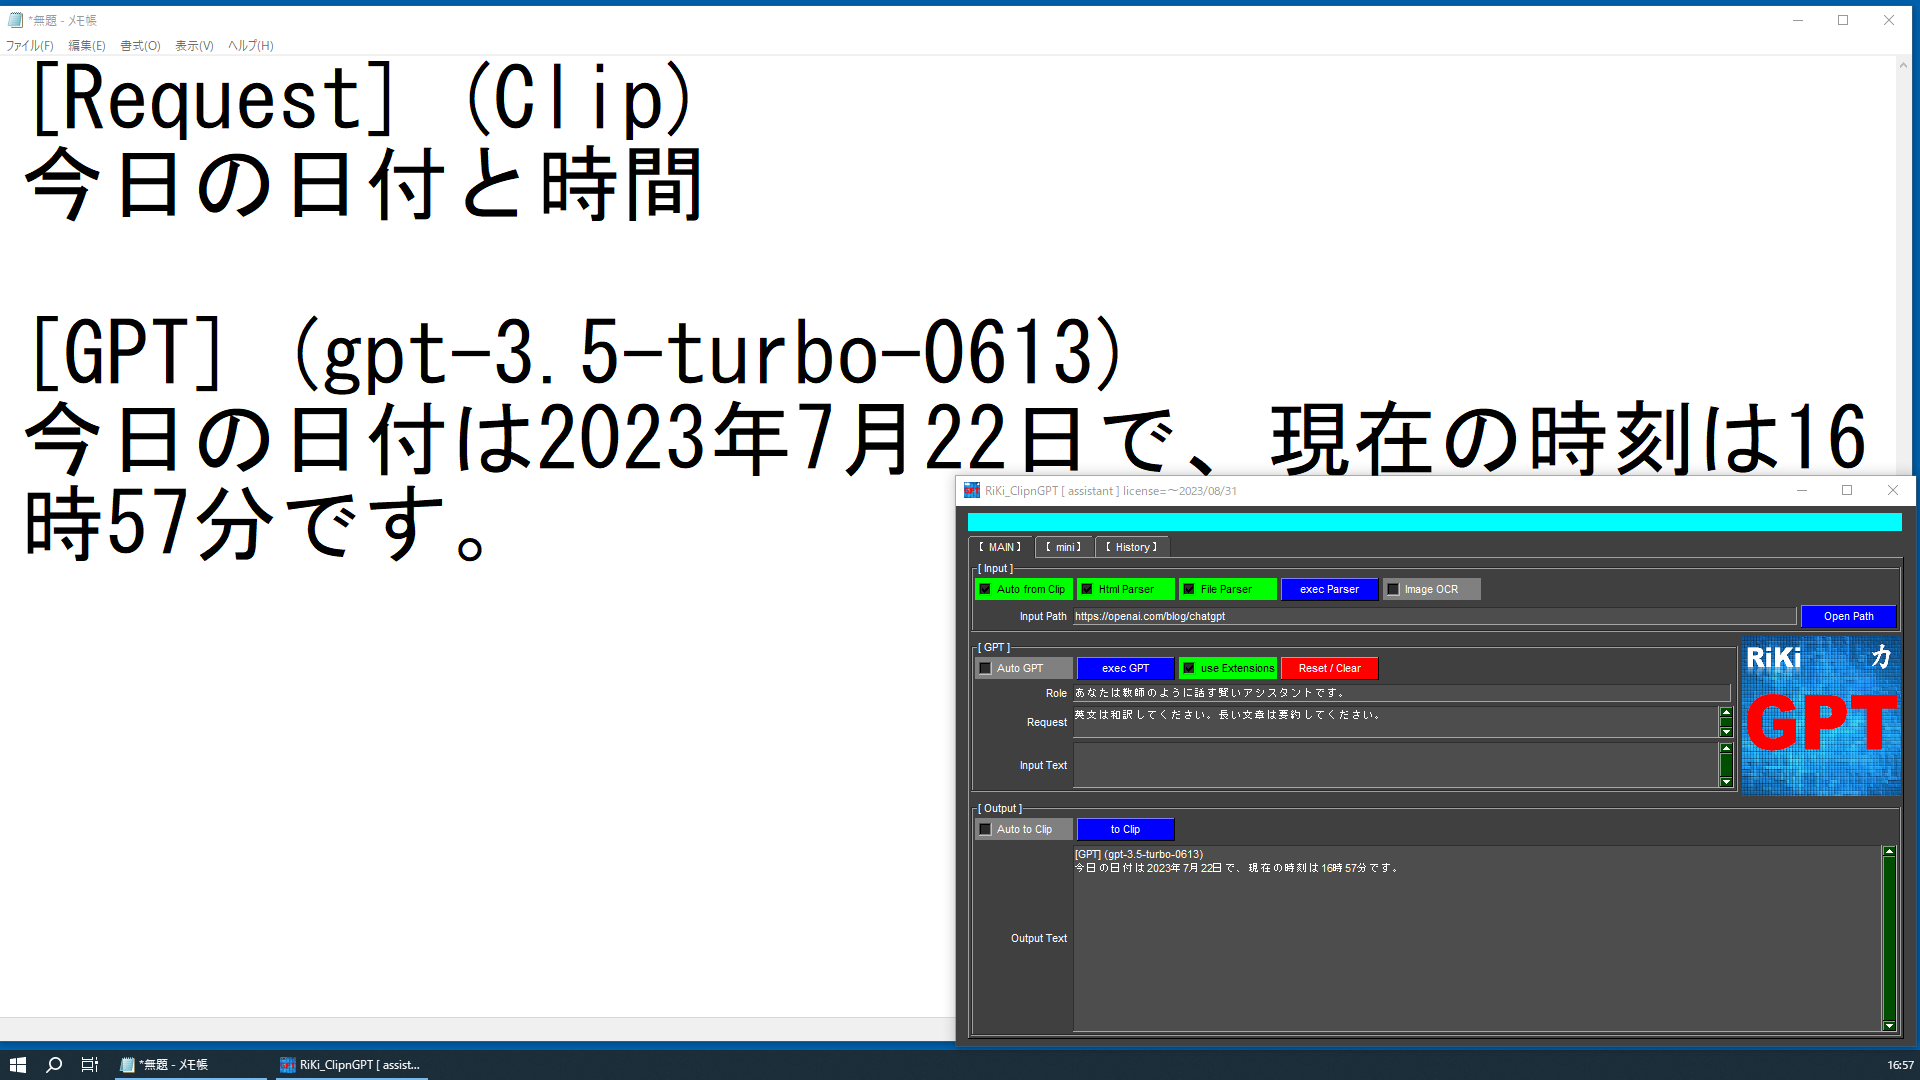 *無題 - メモ帳
ファイル(F) 編集(E) 書式(O) 表示(V) ヘルプ(H)
[Request] (Clip)
今日の日付と時間
[GPT] (gpt-3.5-turbo-0613)
今日の日付は2023年7月22日で、現在の時刻は16
時57分です。
RiKi_ClipnGPT [ assistant ] license=～2023/08/31
【 MAIN 】 【 mini 】 【 History 】
[ Input ]
Auto from Clip Html Parser File Parser exec Parser Image OCR
Input Path https://openai.com/blog/chatgpt Open Path
[ GPT ]
Auto GPT exec GPT use Extensions Reset / Clear
Role あなたは教師のように話す賢いアシスタントです。
Request 英文は和訳してください。長い文章は要約してください。
Input Text
RiKi 力
GPT
[ Output ]
Auto to Clip to Clip
[GPT] (gpt-3.5-turbo-0613)
今日の日付は2023年7月22日で、現在の時刻は16時57分です。
Output Text
*無題 - メモ帳 RiKi_ClipnGPT [ assist... 16:57